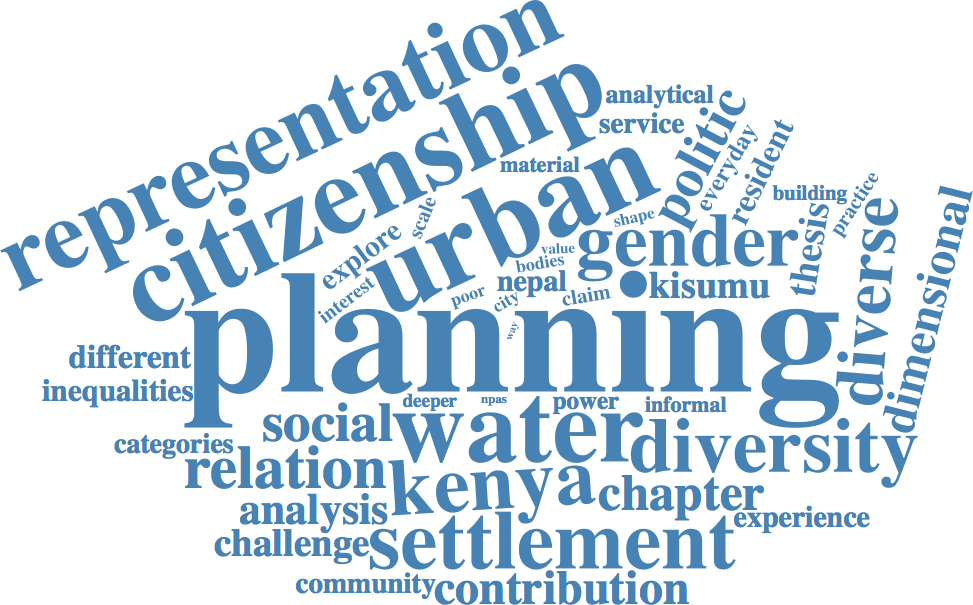 representation
citizenship
urban
analytical
service
material
politic
everyday
resident
building
practice
explore
scale
shape
gender
thesis
diverse
dimensional
value
bodies
nepal
kisumu
interest
poor
city
claim
way
planning
different
inequalities
deeper
npas
power
informal
categories
social
water
diversity
relation
kenya
chapter
analysis
experience
challenge
settlement
community
contribution